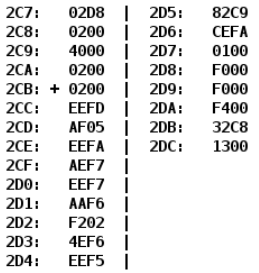 2C7: 02D8 | 2D5: 82C9
2C8: 0200 | 2D6: CEFA
2C9: 4000 | 2D7: 0100
2CA: 0200 | 2D8: F000
2CB: + 0200 | 2D9: F000
2CC: EEFD | 2DA: F400
2CD: AF05 | 2DB: 32C8
2CE: EEFA | 2DC: 1300
2CF: AEF7 |
2D0: EEF7 |
2D1: AAF6 |
2D2: F202 |
2D3: 4EF6 |
2D4: EEF5 |